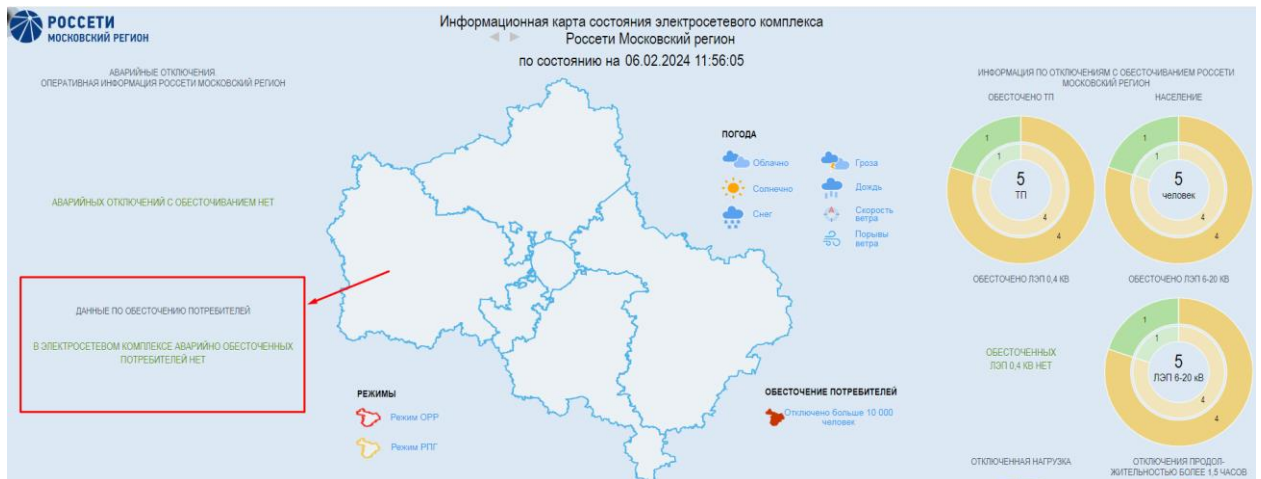 РОССЕТИ
МОСКОВСКИЙ РЕГИОН
Информационная карта состояния электросетевого комплекса
Россети Московский регион
по состоянию на 06.02.2024 11:56:05
АВАРИЙНЫЕ ОТКЛЮЧЕНИЯ.
ОПЕРАТИВНАЯ ИНФОРМАЦИЯ РОССЕТИ МОСКОВСКИЙ РЕГИОН
АВАРИЙНЫХ ОТКЛЮЧЕНИЙ С ОБЕСТОЧИВАНИЕМ НЕТ
ДАННЫЕ ПО ОБЕСТОЧЕНИЮ ПОТРЕБИТЕЛЕЙ
В ЭЛЕКТРОСЕТЕВОМ КОМПЛЕКСЕ АВАРИЙНО ОБЕСТОЧЕННЫХ
ПОТРЕБИТЕЛЕЙ НЕТ
ПОГОДА
Облачно
Гроза
Солнечно
Дождь
Снег
Скорость
ветра
Порывы
ветра
РЕЖИМЫ
Режим ОРР
Режим РПГ
ОБЕСТОЧЕНИЕ ПОТРЕБИТЕЛЕЙ
Отключено больше 10 000
человек
ИНФОРМАЦИЯ ПО ОТКЛЮЧЕНИЯМ С ОБЕСТОЧИВАНИЕМ РОССЕТИ
МОСКОВСКИЙ РЕГИОН
ОБЕСТОЧЕНО ТП
1
1
5
ТП
4
4
НАСЕЛЕНИЕ
1
1
5
человек
4
4
ОБЕСТОЧЕНО ЛЭП 0,4 КВ
ОБЕСТОЧЕННЫХ
ЛЭП 0,4 КВ НЕТ
ОБЕСТОЧЕНО ЛЭП 6-20 КВ
1
1
5
ЛЭП 6-20 кВ
4
4
ОТКЛЮЧЕННАЯ НАГРУЗКА
ОТКЛЮЧЕНИЯ ПРОДОЛ-
ЖИТЕЛЬНОСТЬЮ БОЛЕЕ 1,5 ЧАСОВ